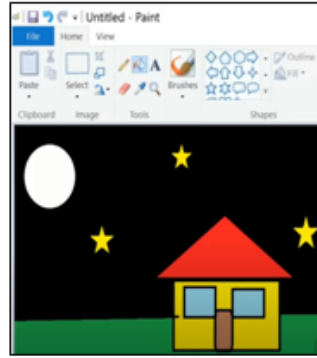 Untitled - Paint
File Home View
Paste Select A Brushes Outline
Fill
Clipboard Image Tools Shapes